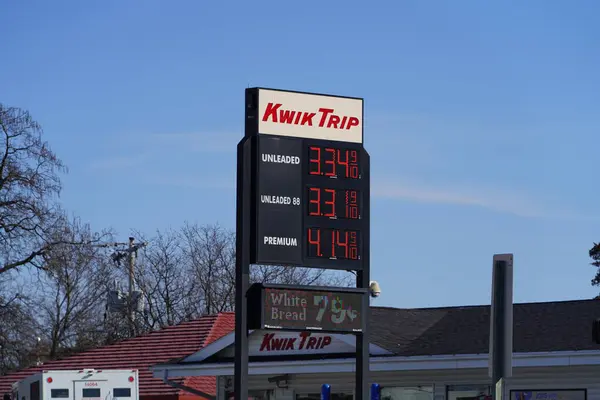 KWIK TRIP
UNLEADED 3.34 9/10
UNLEADED 88 3.31 9/10
PREMIUM 4.14 9/10
White 79¢
Bread
KWIK TRIP